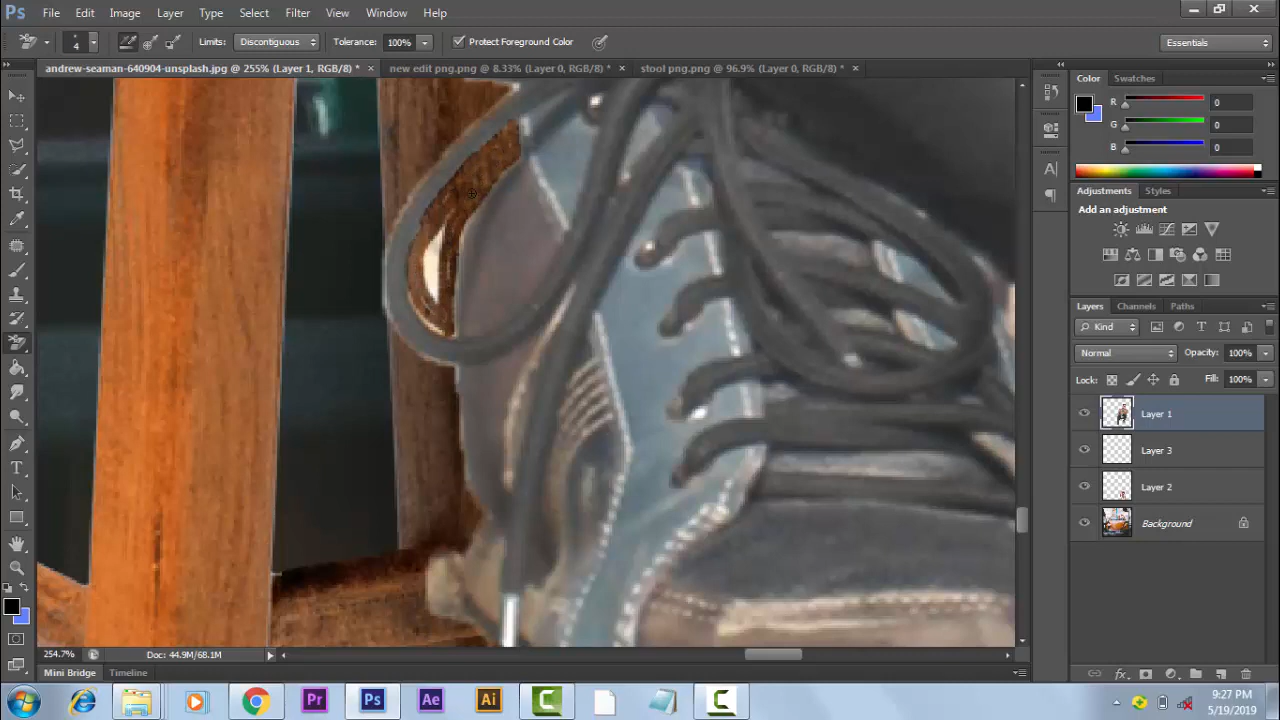 Ps File Edit Image Layer Type Select Filter View Window Help
4 Limits: Discontiguous Tolerance: 100% Protect Foreground Color Essentials
andrew-seaman-640904-unsplash.jpg @ 255% (Layer 1, RGB/8) * × new edit png.png @ 8.33% (Layer 0, RGB/8) * × stool png.png @ 96.9% (Layer 0, RGB/8) * ×
Color Swatches
R 0
G 0
B 0
Adjustments Styles
Add an adjustment
Layers Channels Paths
Kind
Normal Opacity: 100%
Lock: Fill: 100%
Layer 1
Layer 3
Layer 2
Background
254.7% Doc: 44.9M/68.1M
Mini Bridge Timeline
Pr Ps Ae Ai
9:27 PM
5/19/2019